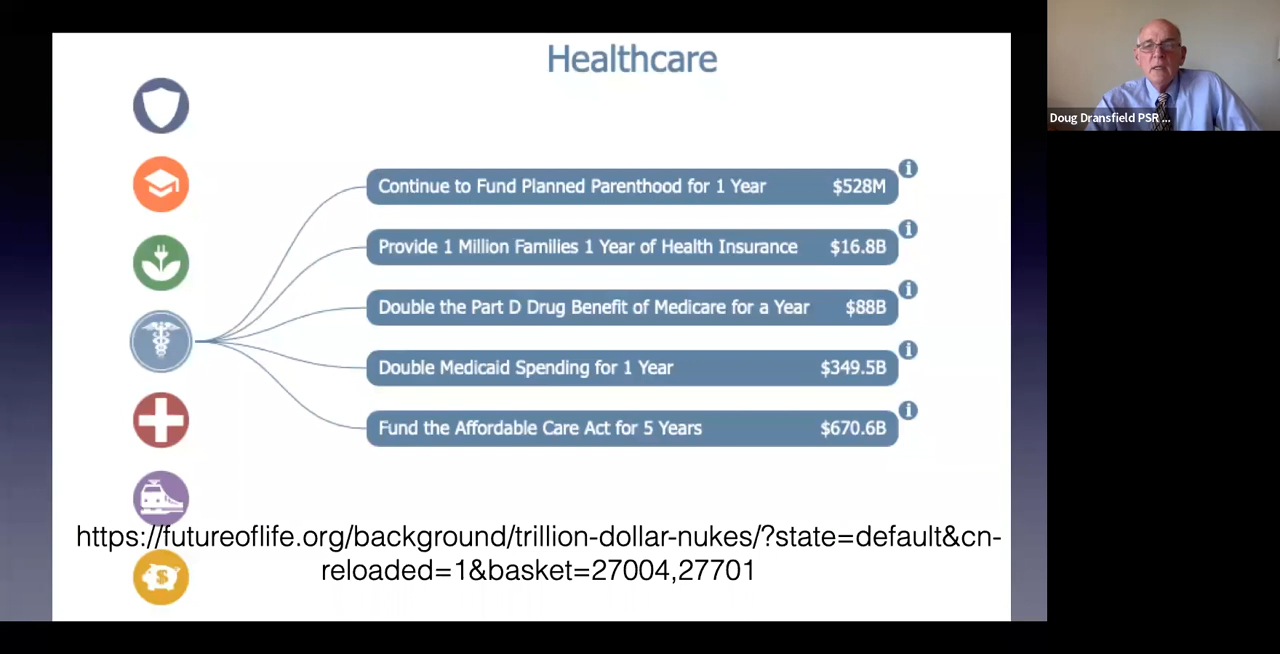 Healthcare
Continue to Fund Planned Parenthood for 1 Year $528M
Provide 1 Million Families 1 Year of Health Insurance $16.8B
Double the Part D Drug Benefit of Medicare for a Year $88B
Double Medicaid Spending for 1 Year $349.5B
Fund the Affordable Care Act for 5 Years $670.6B
https://futureoflife.org/background/trillion-dollar-nukes/?state=default&cn-
reloaded=1&basket=27004,27701
Doug Dransfield PSR ...